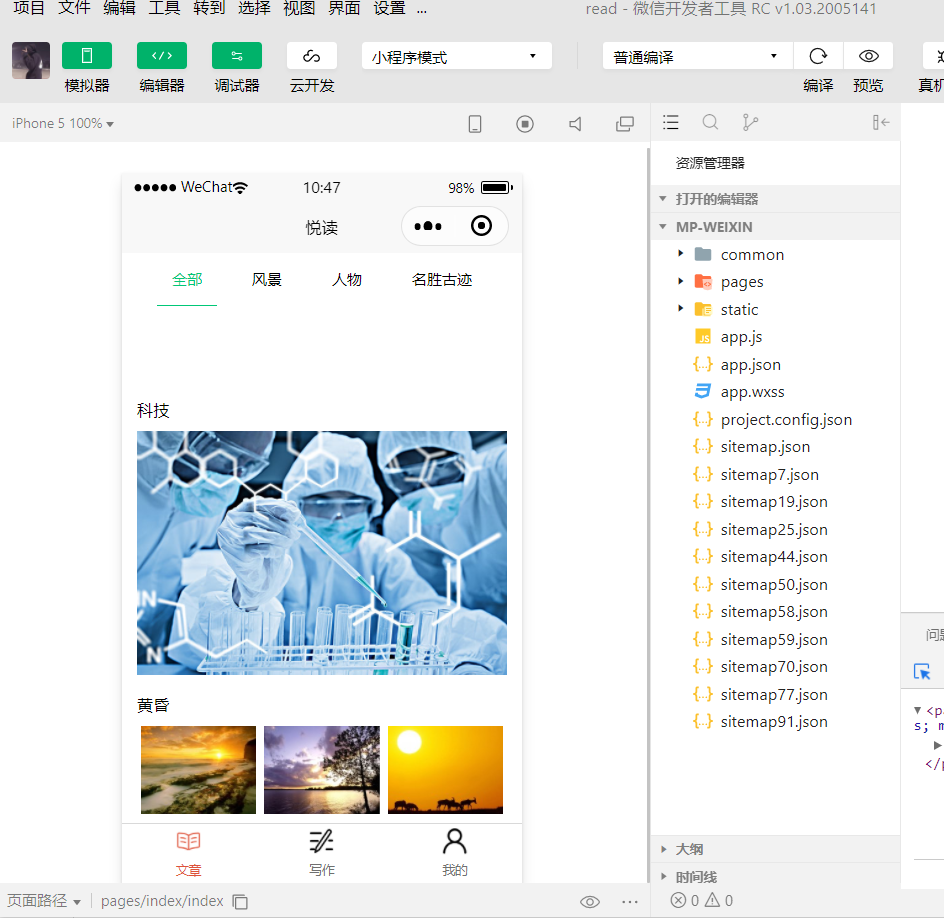 项目 文件 编辑 工具 转到 选择 视图 界面 设置 ... read - 微信开发者工具 RC v1.03.2005141
小程序模式 普通编译
模拟器 编辑器 调试器 云开发 编译 预览 真机
iPhone 5 100%
资源管理器
打开的编辑器
MP-WEIXIN
common
pages
static
app.js
app.json
app.wxss
project.config.json
sitemap.json
sitemap7.json
sitemap19.json
sitemap25.json
sitemap44.json
sitemap50.json
sitemap58.json
sitemap59.json
sitemap70.json
sitemap77.json
sitemap91.json
大纲
时间线
0 0
WeChat 10:47 98%
悦读
全部 风景 人物 名胜古迹
科技
N
N
黄昏
文章 写作 我的
页面路径 pages/index/index
问题
<p
s; m
</p